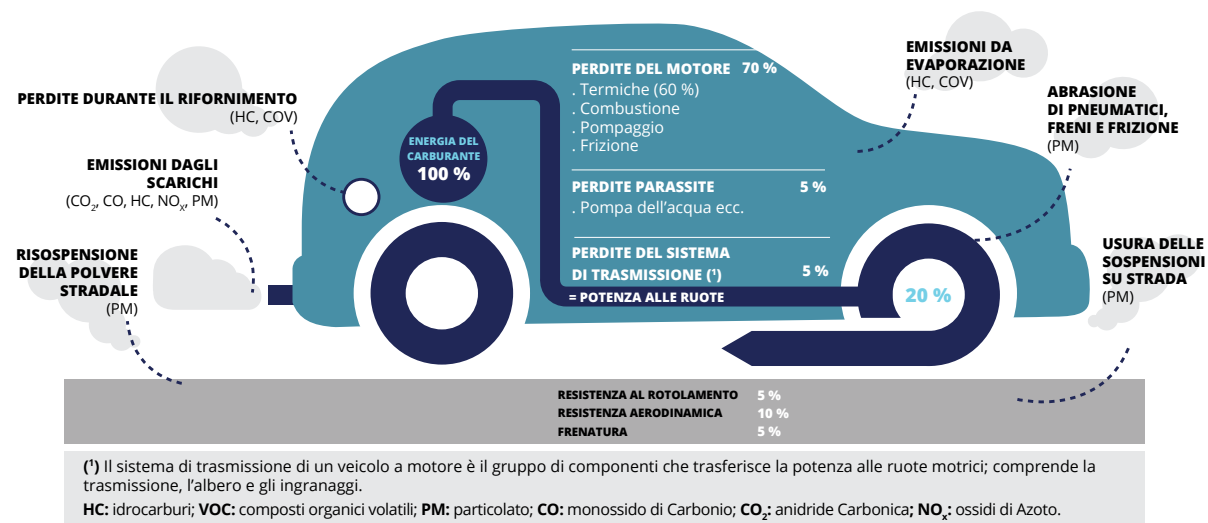 PERDITE DURANTE IL RIFORNIMENTO
(HC, COV)
EMISSIONI DAGLI
SCARICHI
(CO₂, CO, HC, NOₓ, PM)
RISOSPENSIONE
DELLA POLVERE
STRADALE
(PM)
ENERGIA DEL
CARBURANTE
100 %
PERDITE DEL MOTORE 70 %
. Termiche (60 %)
. Combustione
. Pompaggio
. Frizione
PERDITE PARASSITE 5 %
. Pompa dell’acqua ecc.
PERDITE DEL SISTEMA
DI TRASMISSIONE (¹) 5 %
= POTENZA ALLE RUOTE
20 %
EMISSIONI DA
EVAPORAZIONE
(HC, COV)
ABRASIONE
DI PNEUMATICI,
FRENI E FRIZIONE
(PM)
USURA DELLE
SOSPENSIONI
SU STRADA
(PM)
RESISTENZA AL ROTOLAMENTO 5 %
RESISTENZA AERODINAMICA 10 %
FRENATURA 5 %
(¹) Il sistema di trasmissione di un veicolo a motore è il gruppo di componenti che trasferisce la potenza alle ruote motrici; comprende la
trasmissione, l’albero e gli ingranaggi.
HC: idrocarburi; VOC: composti organici volatili; PM: particolato; CO: monossido di Carbonio; CO₂: anidride Carbonica; NOₓ: ossidi di Azoto.